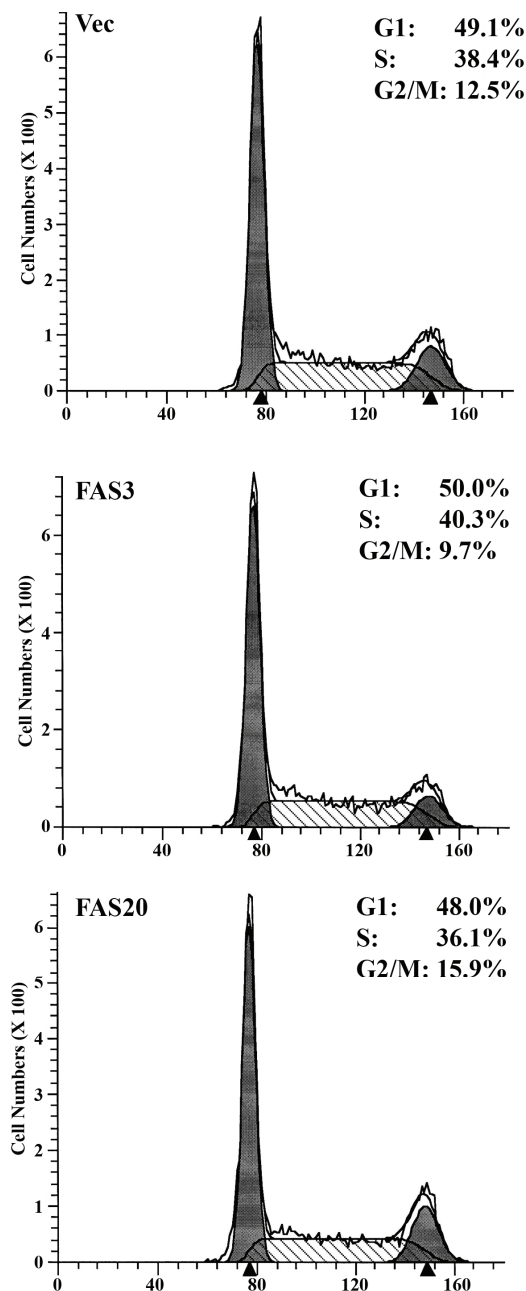 Vec
G1: 49.1%
S: 38.4%
G2/M: 12.5%
Cell Numbers (X 100)
6
5
4
3
2
1
0
0 40 80 120 160
FAS3
G1: 50.0%
S: 40.3%
G2/M: 9.7%
Cell Numbers (X 100)
6
4
2
0
0 40 80 120 160
FAS20
G1: 48.0%
S: 36.1%
G2/M: 15.9%
Cell Numbers (X 100)
6
5
4
3
2
1
0
0 40 80 120 160